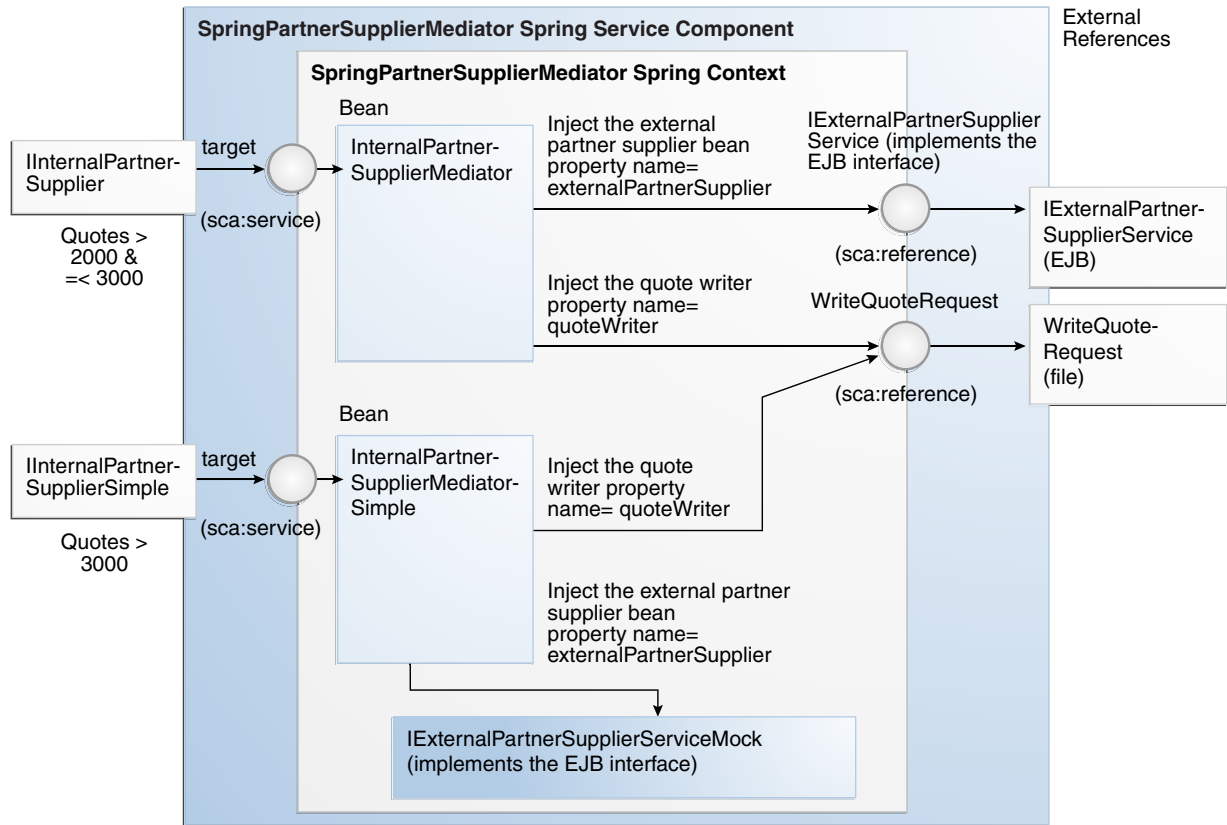 SpringPartnerSupplierMediator Spring Service Component
External
References
SpringPartnerSupplierMediator Spring Context
Bean
IInternalPartner-
Supplier
target
(sca:service)
Quotes >
2000 &
=< 3000
InternalPartner-
SupplierMediator
Inject the external
partner supplier bean
property name=
externalPartnerSupplier
IExternalPartnerSupplier
Service (implements the
EJB interface)
(sca:reference)
IExternalPartner-
SupplierService
(EJB)
Inject the quote writer
property name=
quoteWriter
WriteQuoteRequest
(sca:reference)
WriteQuote-
Request
(file)
Bean
IInternalPartner-
SupplierSimple
target
(sca:service)
Quotes >
3000
InternalPartner-
SupplierMediator-
Simple
Inject the quote
writer property
name= quoteWriter
Inject the external partner
supplier bean
property name=
externalPartnerSupplier
IExternalPartnerSupplierServiceMock
(implements the EJB interface)